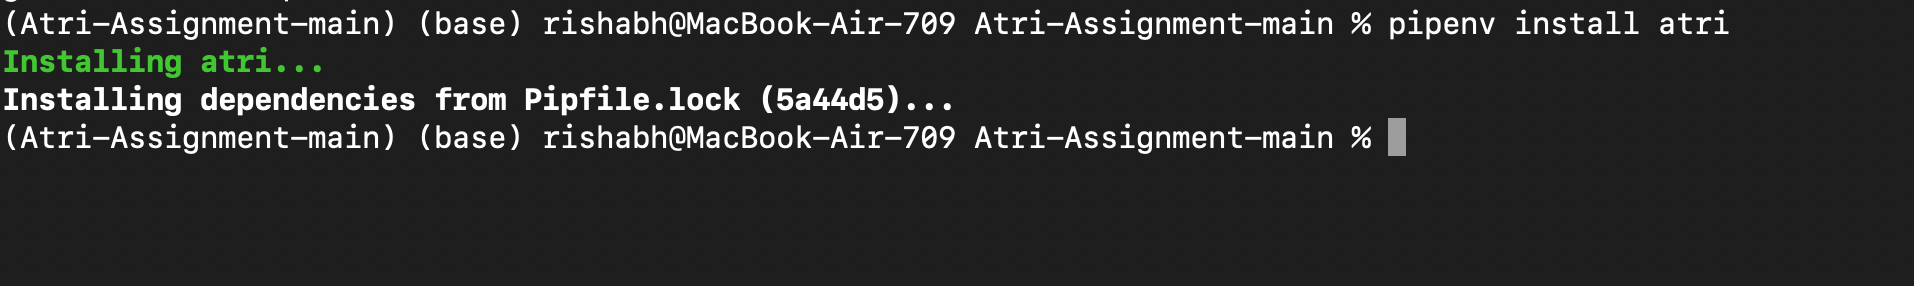 (Atri-Assignment-main) (base) rishabh@MacBook-Air-709 Atri-Assignment-main % pipenv install atri
Installing atri...
Installing dependencies from Pipfile.lock (5a44d5)...
(Atri-Assignment-main) (base) rishabh@MacBook-Air-709 Atri-Assignment-main %